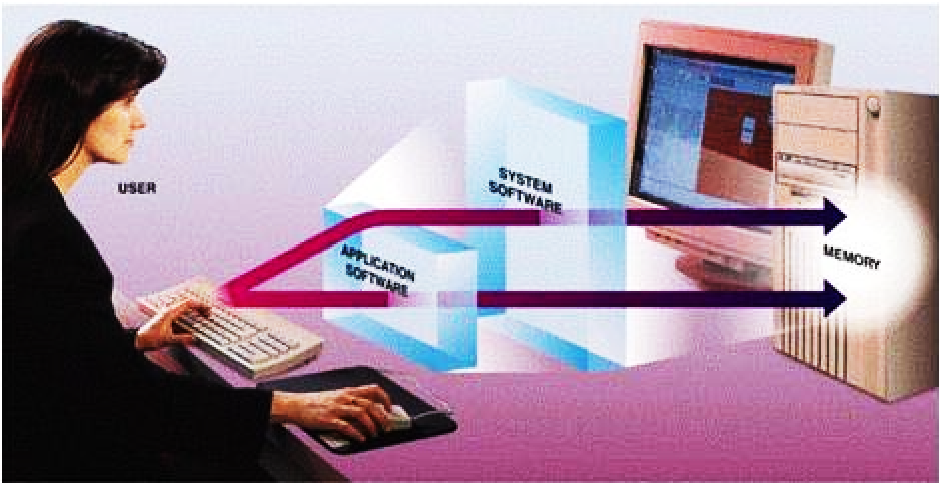 USER
APPLICATION
SOFTWARE
SYSTEM
SOFTWARE
MEMORY